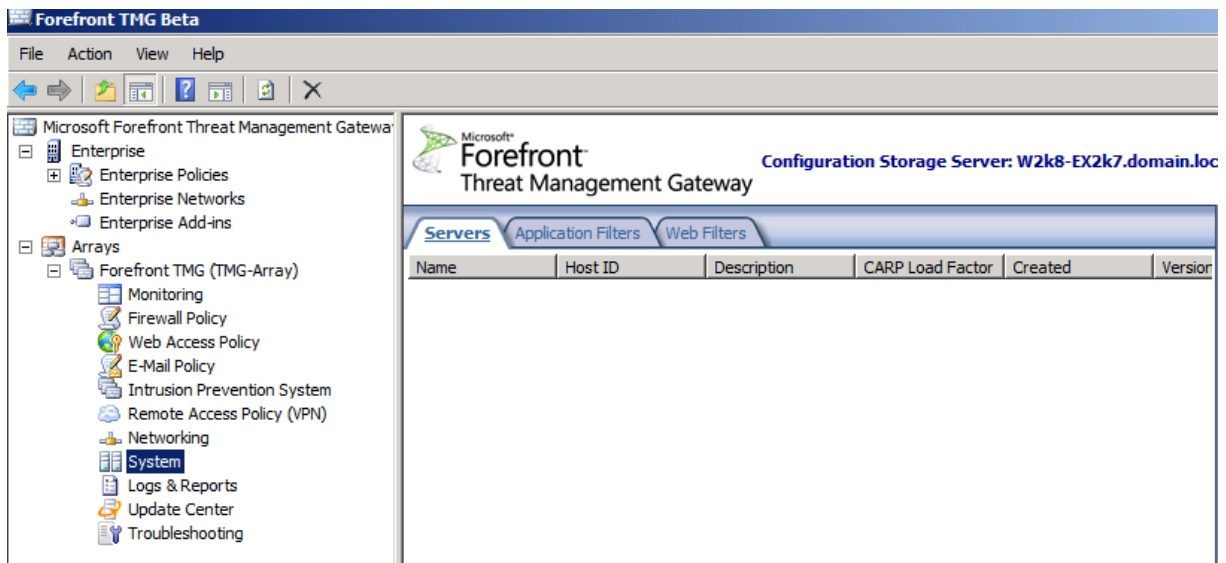 Forefront TMG Beta
File Action View Help
Microsoft Forefront Threat Management Gatewa
Enterprise
Enterprise Policies
Enterprise Networks
Enterprise Add-ins
Arrays
Forefront TMG (TMG-Array)
Monitoring
Firewall Policy
Web Access Policy
E-Mail Policy
Intrusion Prevention System
Remote Access Policy (VPN)
Networking
System
Logs & Reports
Update Center
Troubleshooting
Microsoft
Forefront
Threat Management Gateway
Configuration Storage Server: W2k8-EX2k7.domain.loc
Servers Application Filters Web Filters
Name Host ID Description CARP Load Factor Created Version